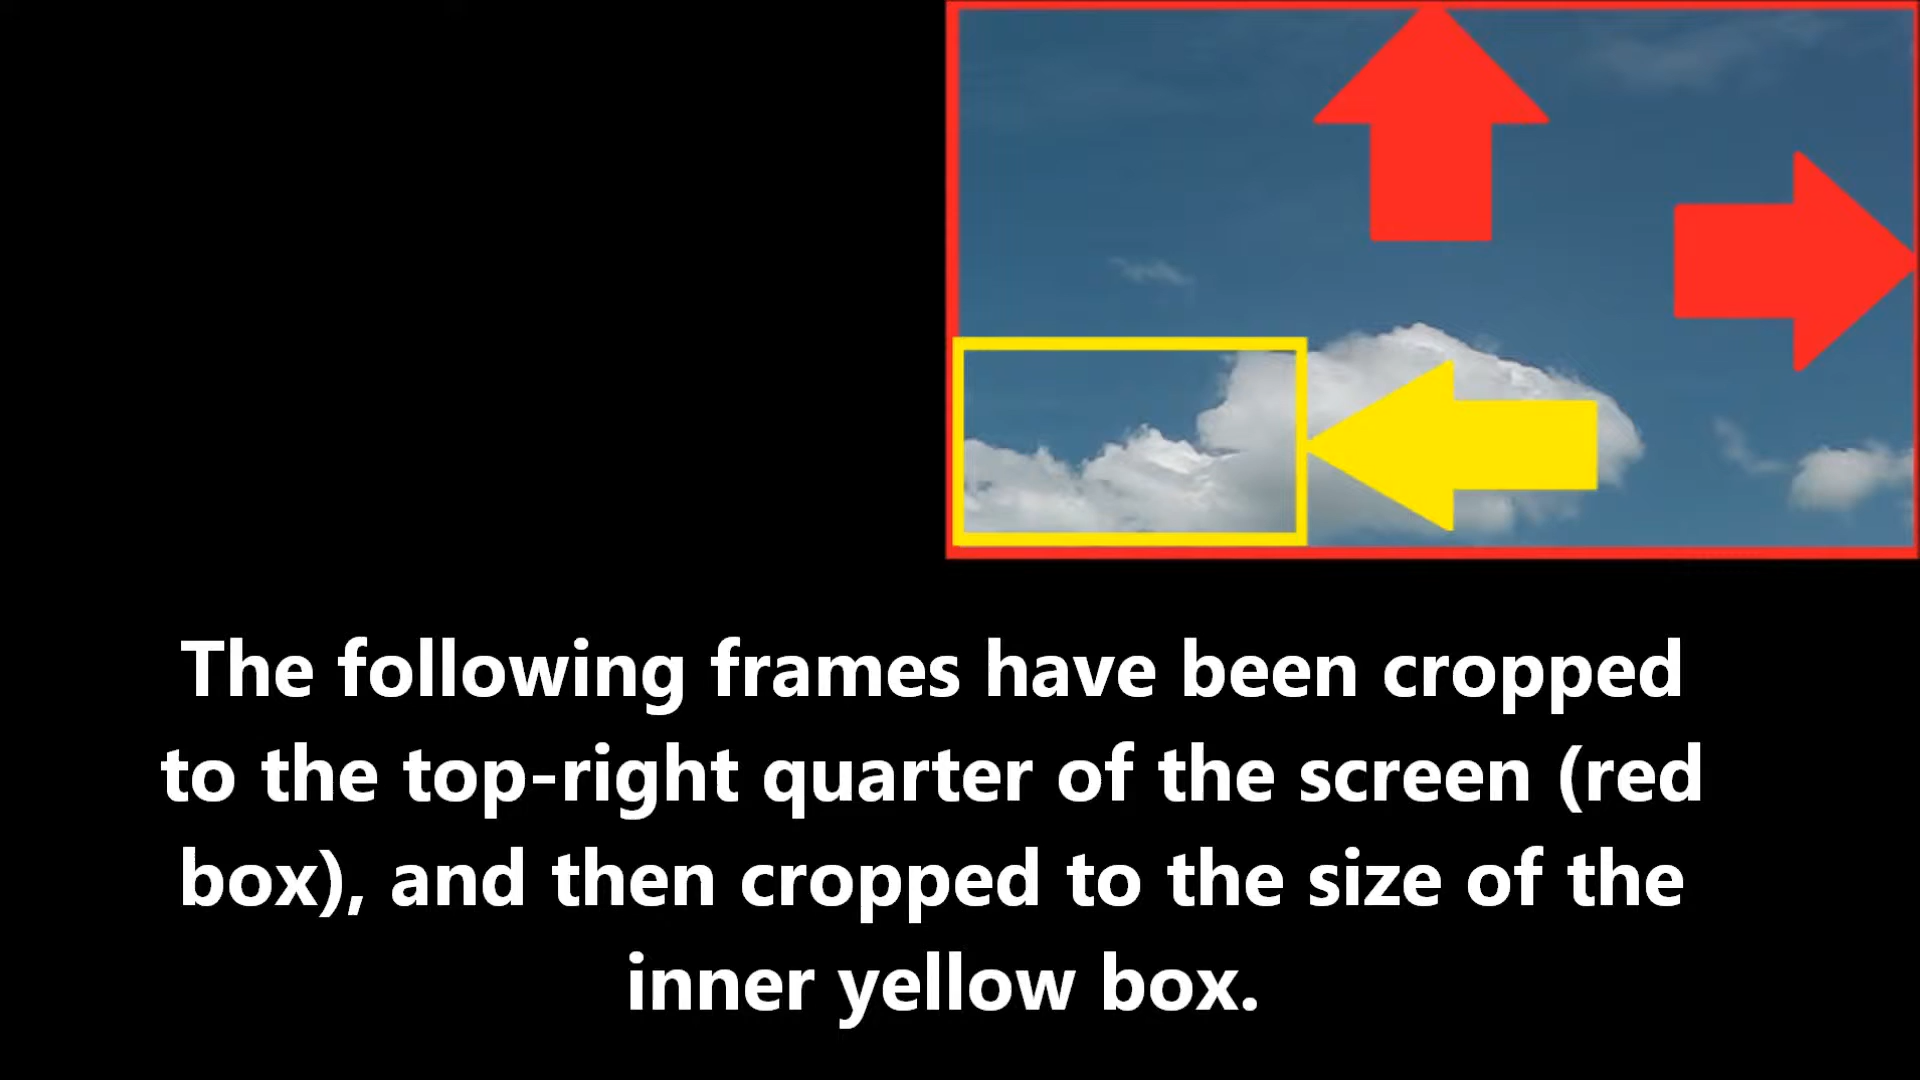 The following frames have been cropped
to the top-right quarter of the screen (red
box), and then cropped to the size of the
inner yellow box.